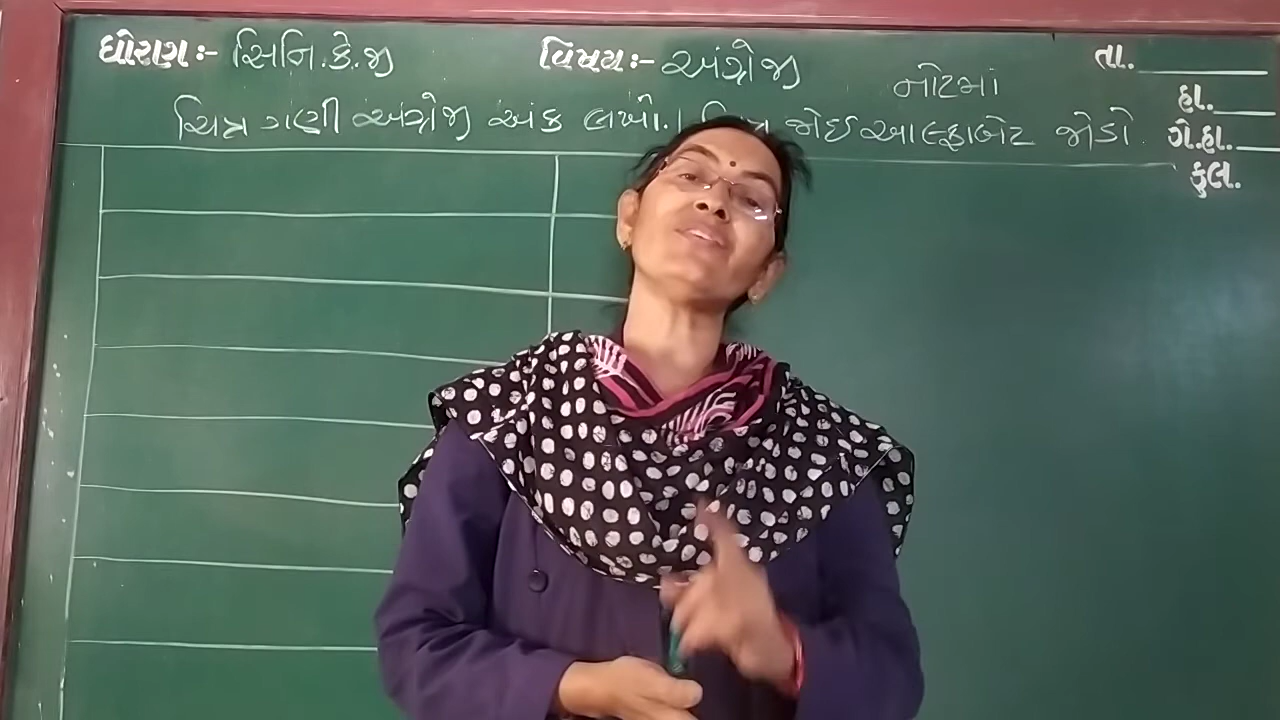 ધોરણ:- સિનિ.કે.જી વિષય:- અંગ્રેજી નોટમાં તા.
હા.
ચિત્ર ગણી અંગ્રેજી અંક લખો. જોઈ આલ્ફાબેટ જોડો. ગે.હા.
કુલ.